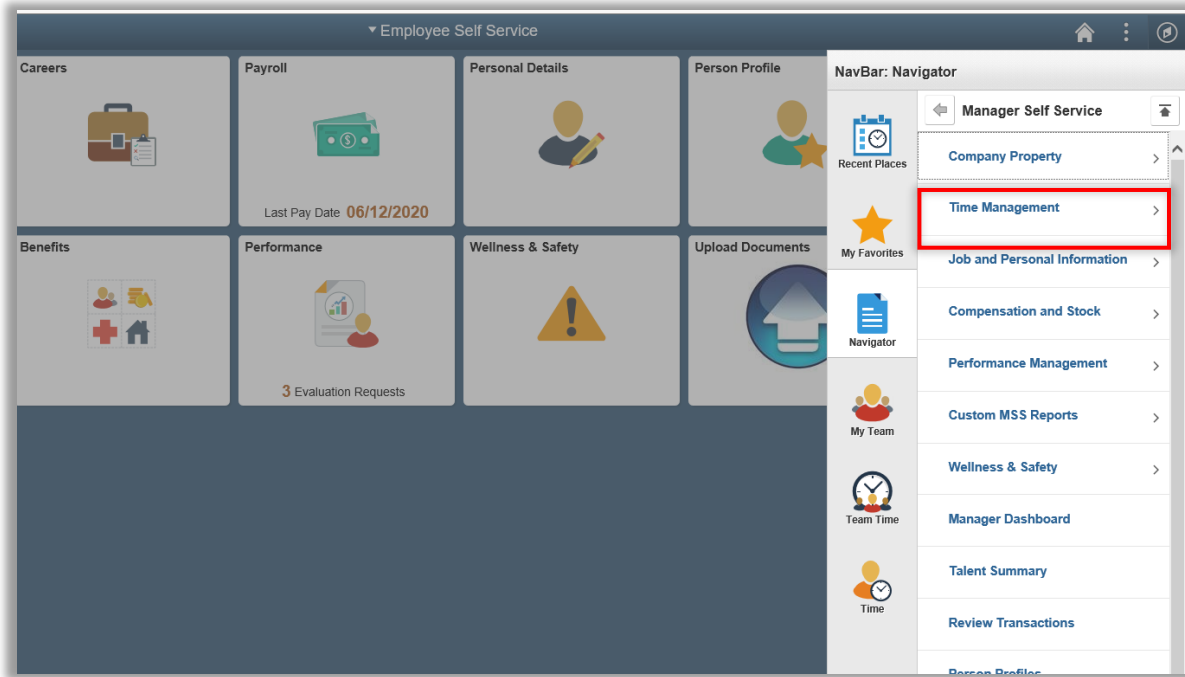 Employee Self Service
Careers
Payroll
Personal Details
Person Profile
Last Pay Date 06/12/2020
Benefits
Performance
Wellness & Safety
Upload Documents
3 Evaluation Requests
NavBar: Navigator
Recent Places
My Favorites
Navigator
My Team
Team Time
Time
Manager Self Service
Company Property
Time Management
Job and Personal Information
Compensation and Stock
Performance Management
Custom MSS Reports
Wellness & Safety
Manager Dashboard
Talent Summary
Review Transactions
Person Profiles